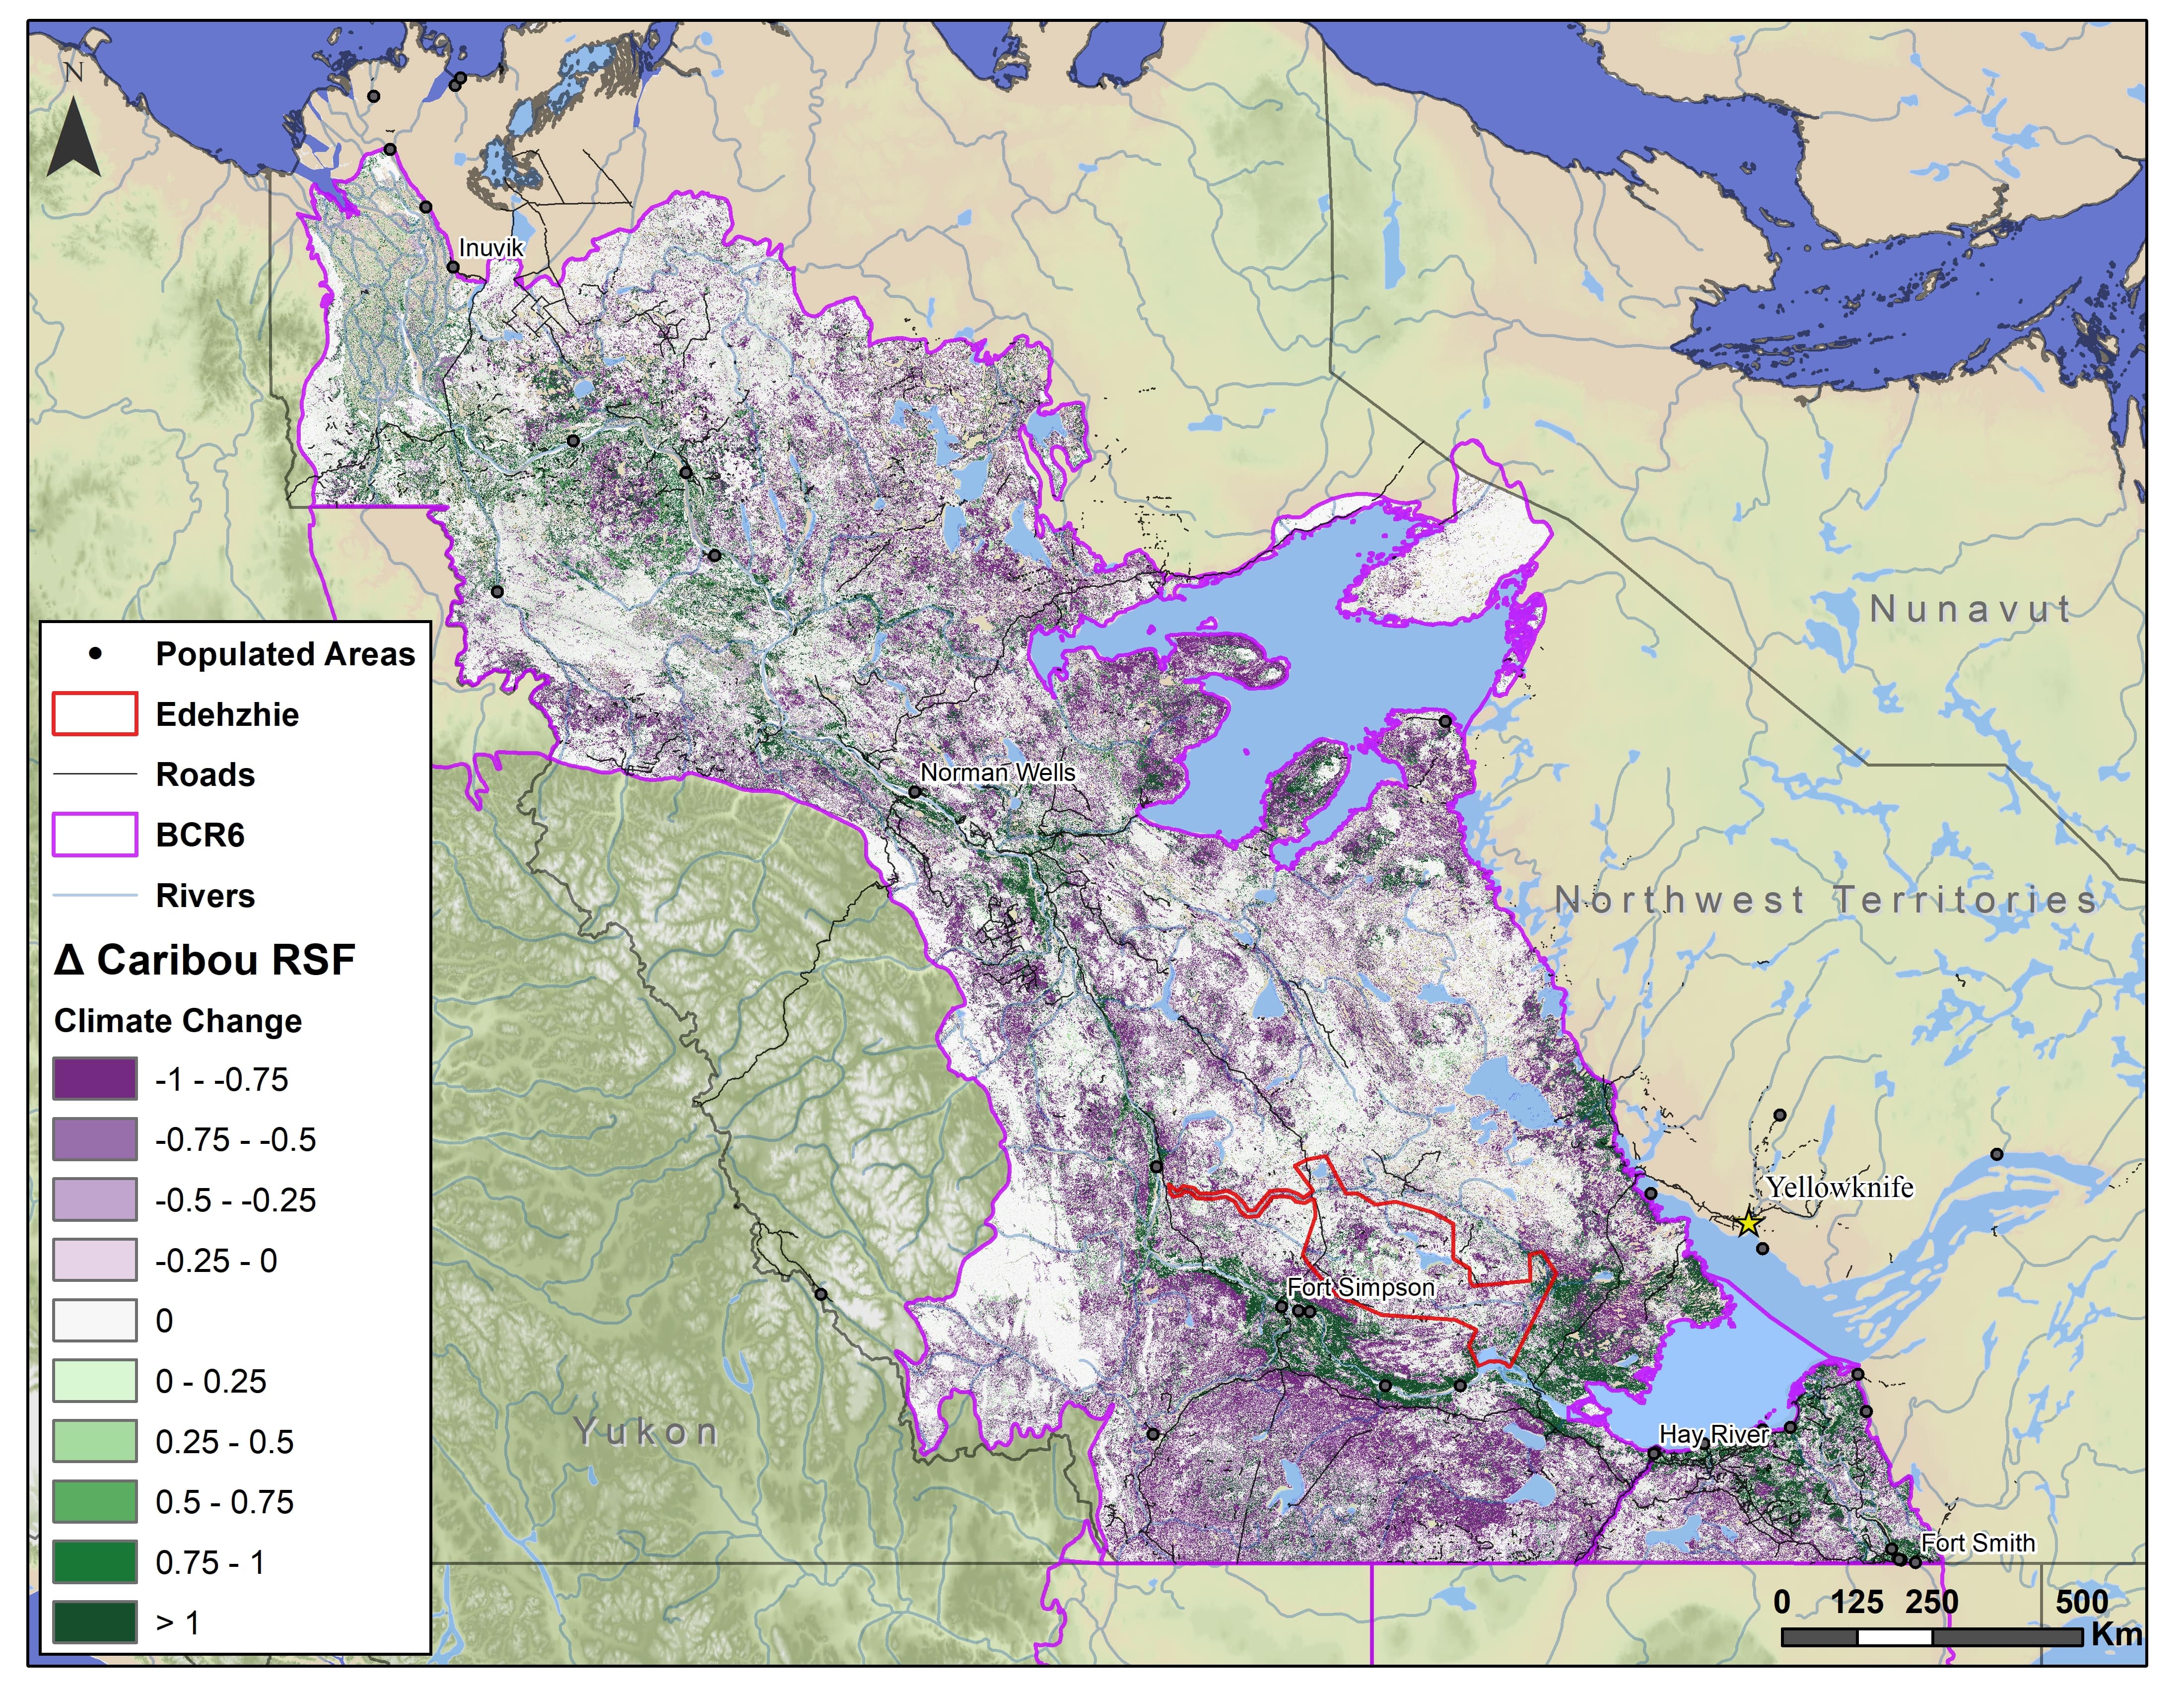 N
Inuvik
Nunavut
Norman Wells
Northwest Territories
Yellowknife
Fort Simpson
Yukon
Hay River
Fort Smith
Populated Areas
Edehzhie
Roads
BCR6
Rivers
Δ Caribou RSF
Climate Change
-1 - -0.75
-0.75 - -0.5
-0.5 - -0.25
-0.25 - 0
0
0 - 0.25
0.25 - 0.5
0.5 - 0.75
0.75 - 1
> 1
0 125 250 500
Km